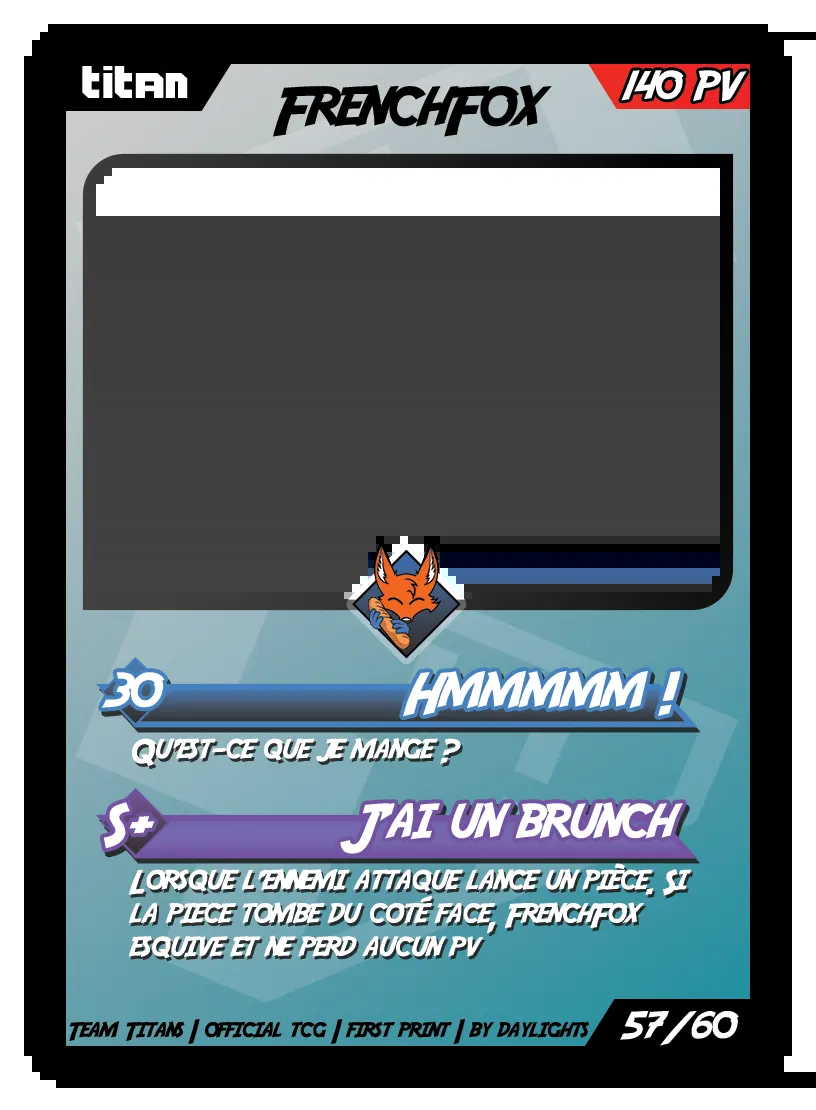 titan
FrenchFox
140 PV
30
Hmmmmm !
Qu'est-ce que je mange ?
S+
J'ai un brunch
Lorsque l'ennemi attaque lance un pièce. Si
la piece tombe du coté face, FrenchFox
esquive et ne perd aucun pv
Team Titans | official tcg | first print | by daylights
57/60